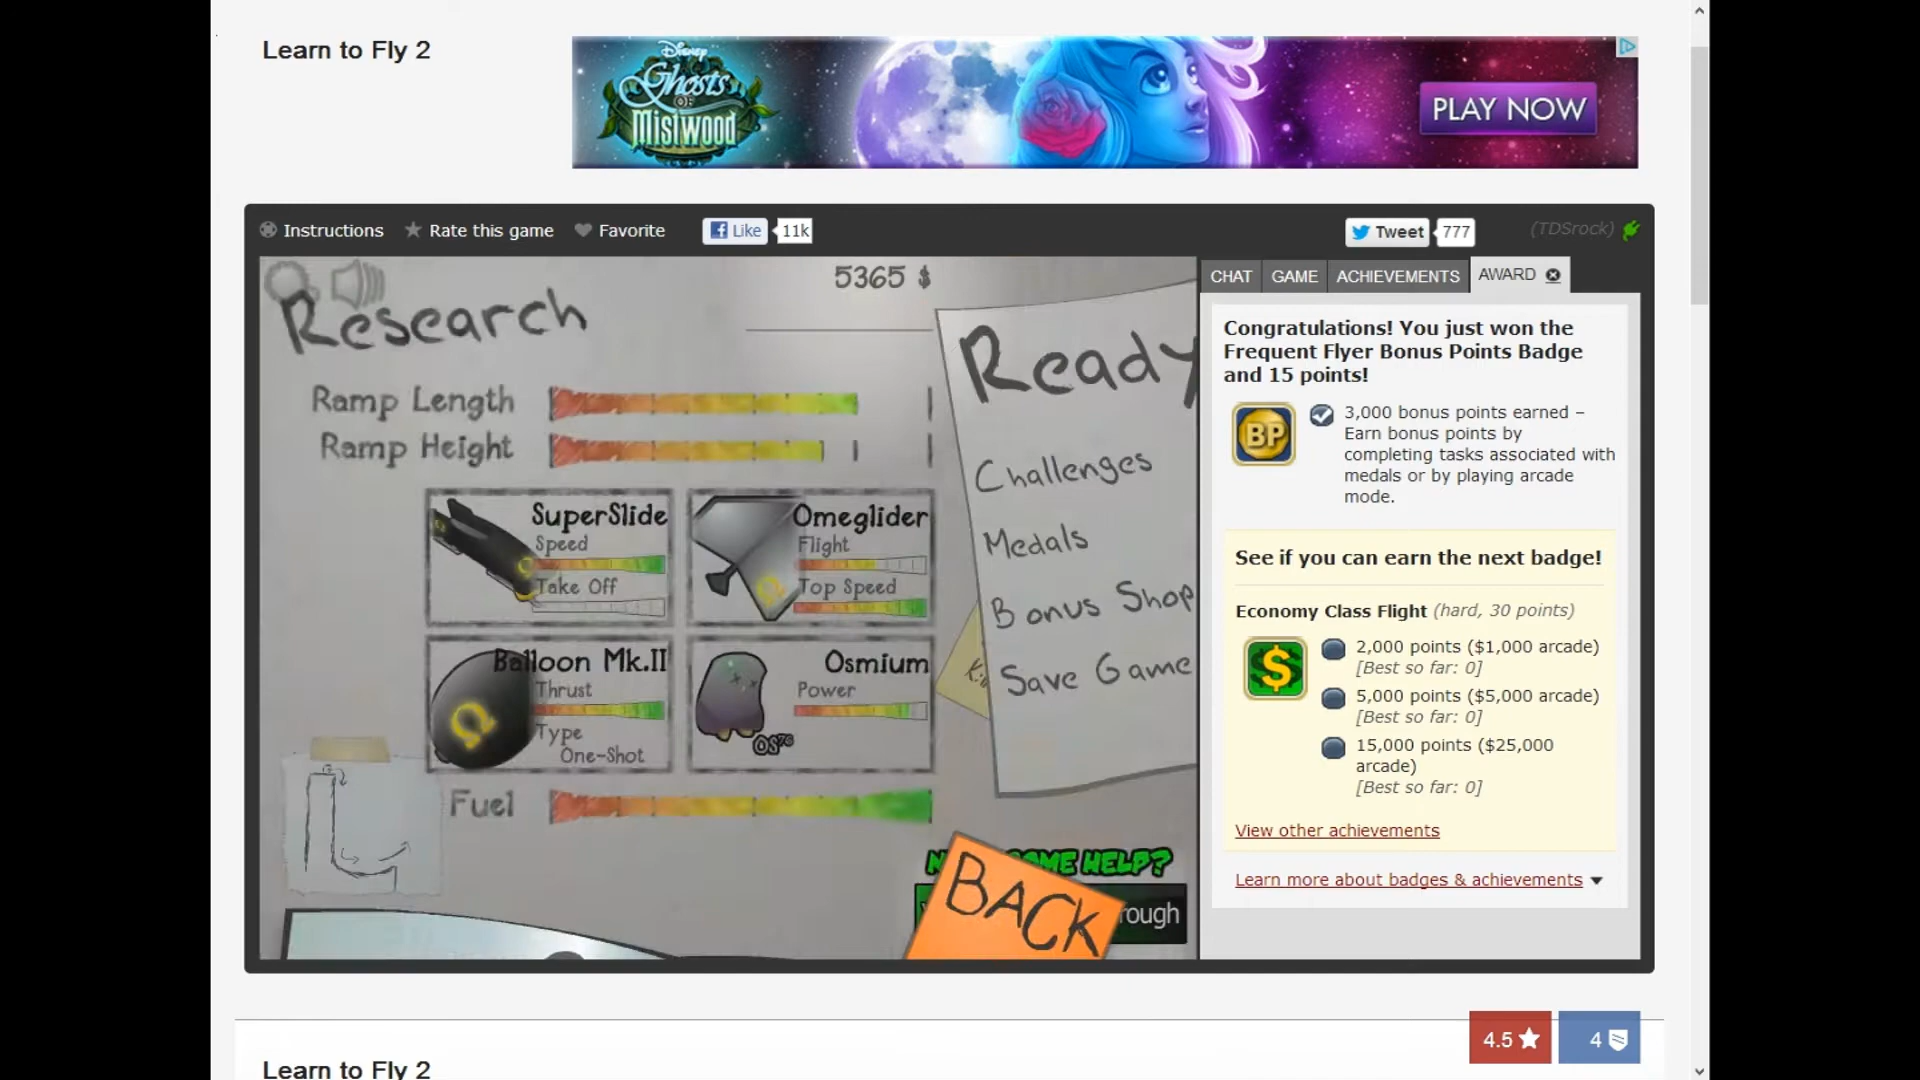 Learn to Fly 2
Disney
Ghosts
OF
Mistwood
PLAY NOW
Instructions
Rate this game
Favorite
Like
11k
Tweet
777
(TDSrock)
Research
5365 $
Ramp Length
Ramp Height
SuperSlide
Speed
Take Off
Omeglider
Flight
Top Speed
Balloon Mk.II
Thrust
Type
One-Shot
Osmium
Power
OS76
Fuel
Ready
Challenges
Medals
Bonus Shop
Save Game
HELP?
rough
BACK
CHAT
GAME
ACHIEVEMENTS
AWARD
Congratulations! You just won the
Frequent Flyer Bonus Points Badge
and 15 points!
BP
3,000 bonus points earned –
Earn bonus points by
completing tasks associated with
medals or by playing arcade
mode.
See if you can earn the next badge!
Economy Class Flight (hard, 30 points)
$
2,000 points ($1,000 arcade)
[Best so far: 0]
5,000 points ($5,000 arcade)
[Best so far: 0]
15,000 points ($25,000
arcade)
[Best so far: 0]
View other achievements
Learn more about badges & achievements
4.5
4
Learn to Fly 2